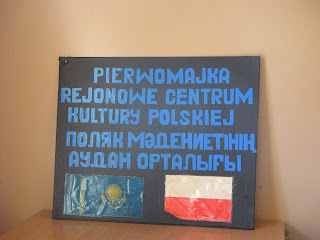 PIERWOMAJKA
REJONOWE CENTRUM
KULTURY POLSKIEJ
ПОЛЯК МӘДЕНИЕТІНІҢ
АУДАН ОРТАЛЫҒЫ